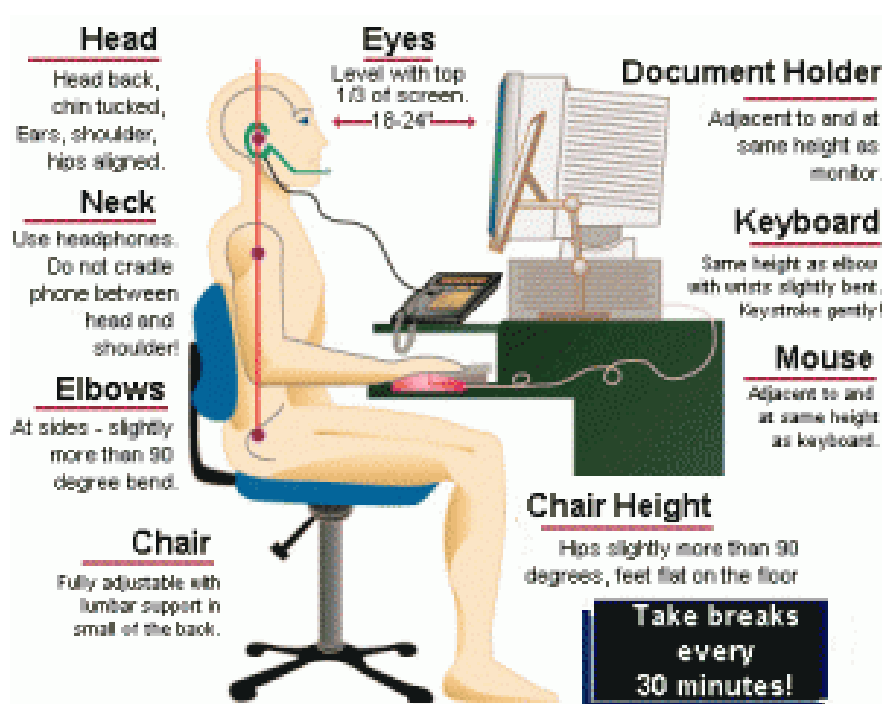 Head
Head back,
chin tucked,
Ears, shoulder,
hips aligned.
Neck
Use headphones.
Do not cradle
phone between
head and
shoulder!
Elbows
At sides - slightly
more than 90
degree bend.
Chair
Fully adjustable with
lumbar support in
small of the back.
Eyes
Level with top
1/3 of screen.
18-24"
Document Holder
Adjacent to and at
same height as
monitor.
Keyboard
Same height as elbow
with wrists slightly bent.
Keystroke gently!
Mouse
Adjacent to and
at same height
as keyboard.
Chair Height
Hips slightly more than 90
degrees, feet flat on the floor
Take breaks
every
30 minutes!